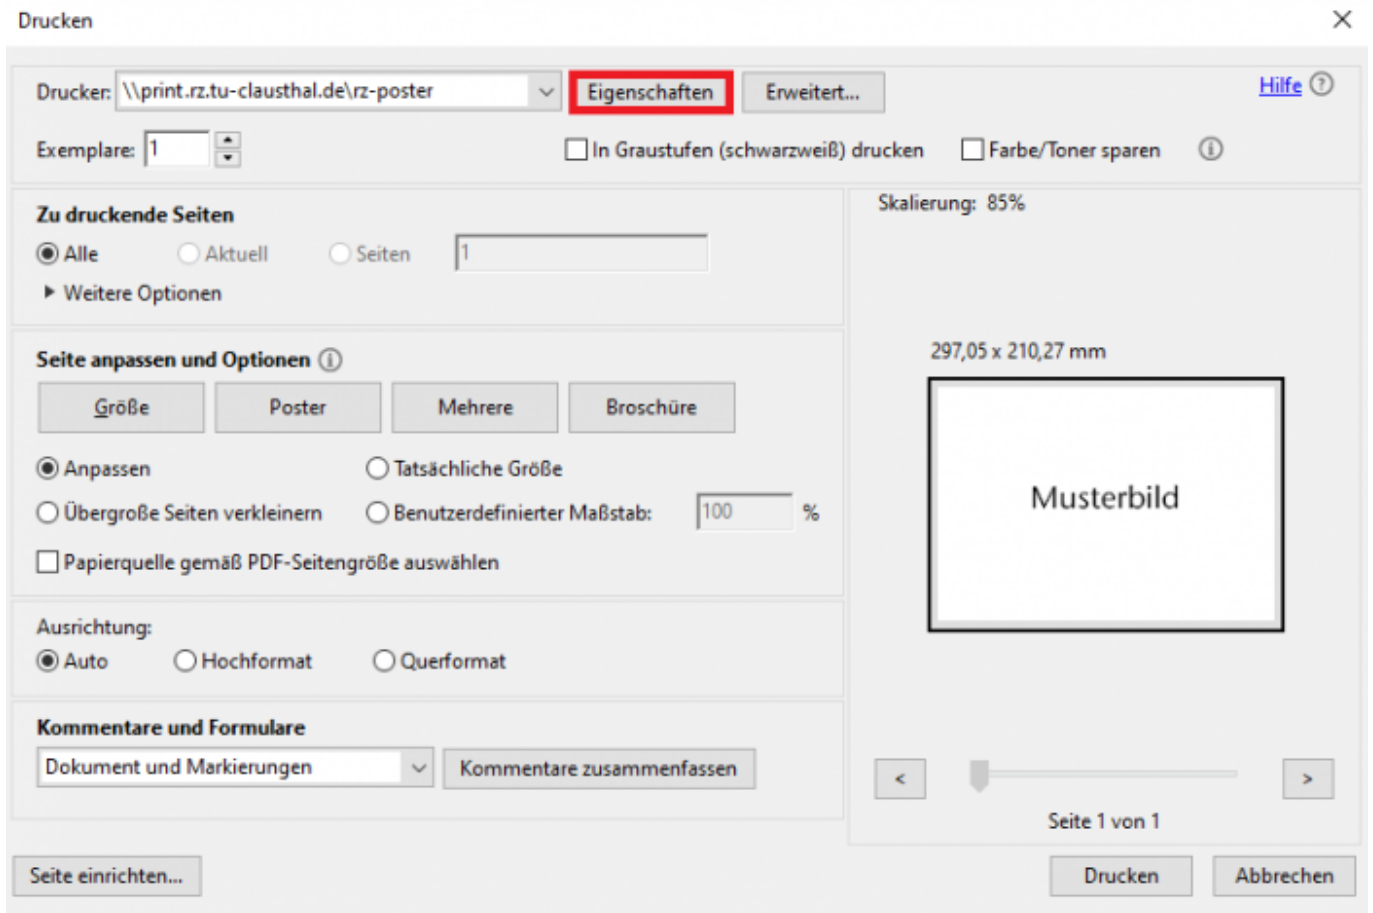 Drucken
Drucker: \\print.rz.tu-clausthal.de\rz-poster Eigenschaften Erweitert... Hilfe
Exemplare: 1 In Graustufen (schwarzweiß) drucken Farbe/Toner sparen
Zu druckende Seiten
Alle Aktuell Seiten 1
Weitere Optionen
Seite anpassen und Optionen
Größe Poster Mehrere Broschüre
Anpassen Tatsächliche Größe
Übergroße Seiten verkleinern Benutzerdefinierter Maßstab: 100 %
Papierquelle gemäß PDF-Seitengröße auswählen
Ausrichtung:
Auto Hochformat Querformat
Kommentare und Formulare
Dokument und Markierungen Kommentare zusammenfassen
Skalierung: 85%
297,05 x 210,27 mm
Musterbild
< >
Seite 1 von 1
Seite einrichten... Drucken Abbrechen